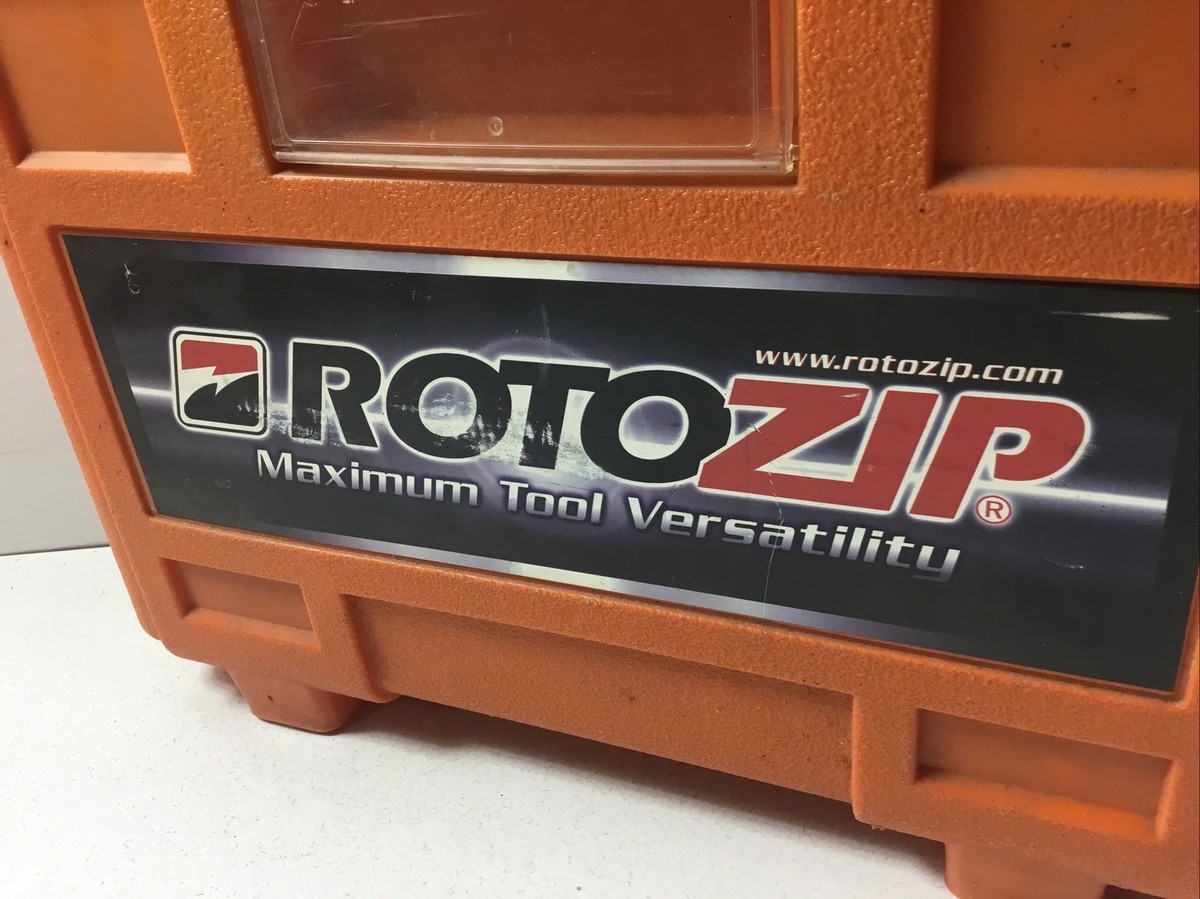 www.rotozip.com
ROTOZIP®
Maximum Tool Versatility